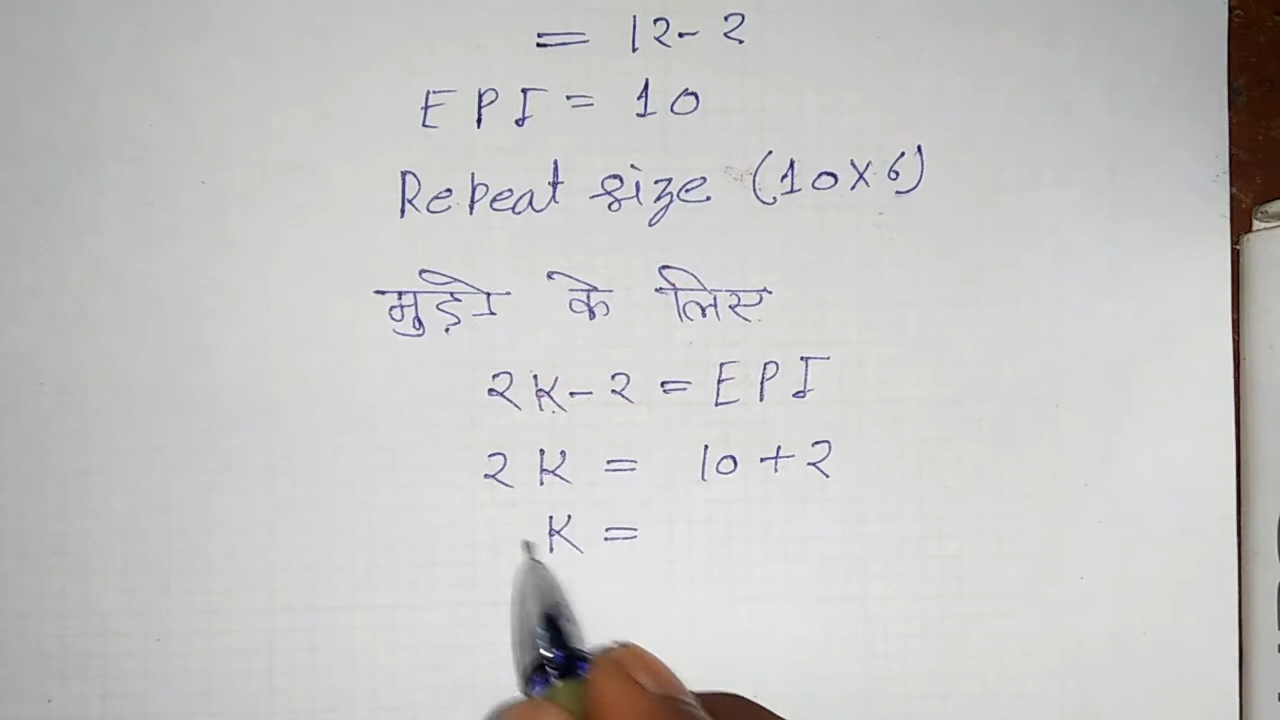 = 12-2
EPI = 10
Repeat size (10×6)
मुड़ो के लिए
2K-2 = EPI
2K = 10+2
K =